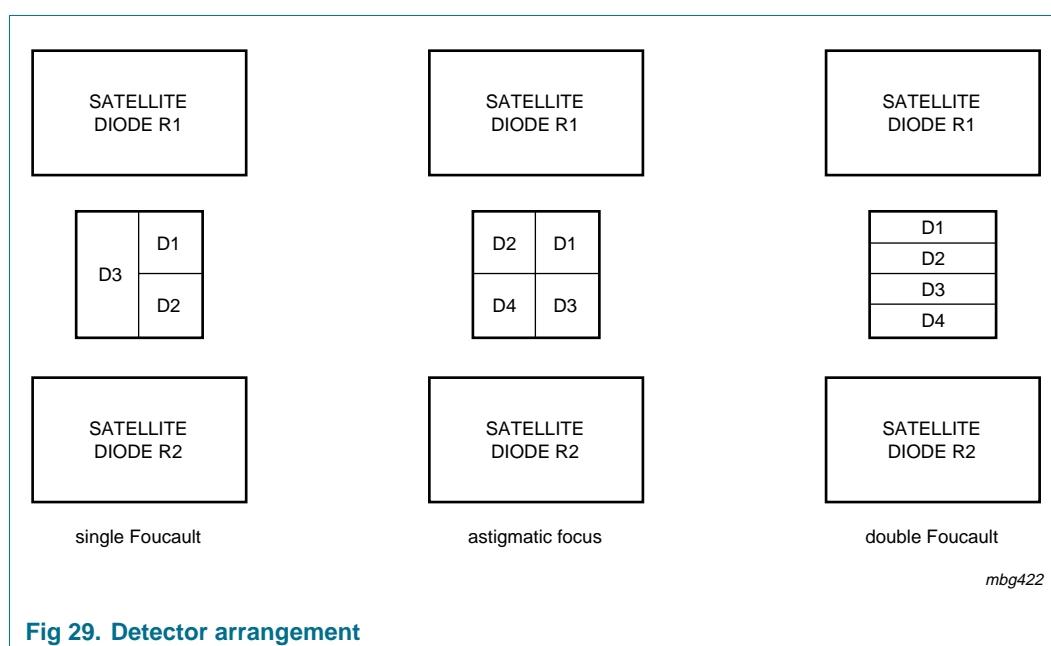 SATELLITE
DIODE R1
SATELLITE
DIODE R1
SATELLITE
DIODE R1
D3
D1
D2
D2
D1
D4
D3
D1
D2
D3
D4
SATELLITE
DIODE R2
SATELLITE
DIODE R2
SATELLITE
DIODE R2
single Foucault
astigmatic focus
double Foucault
mbg422
Fig 29. Detector arrangement